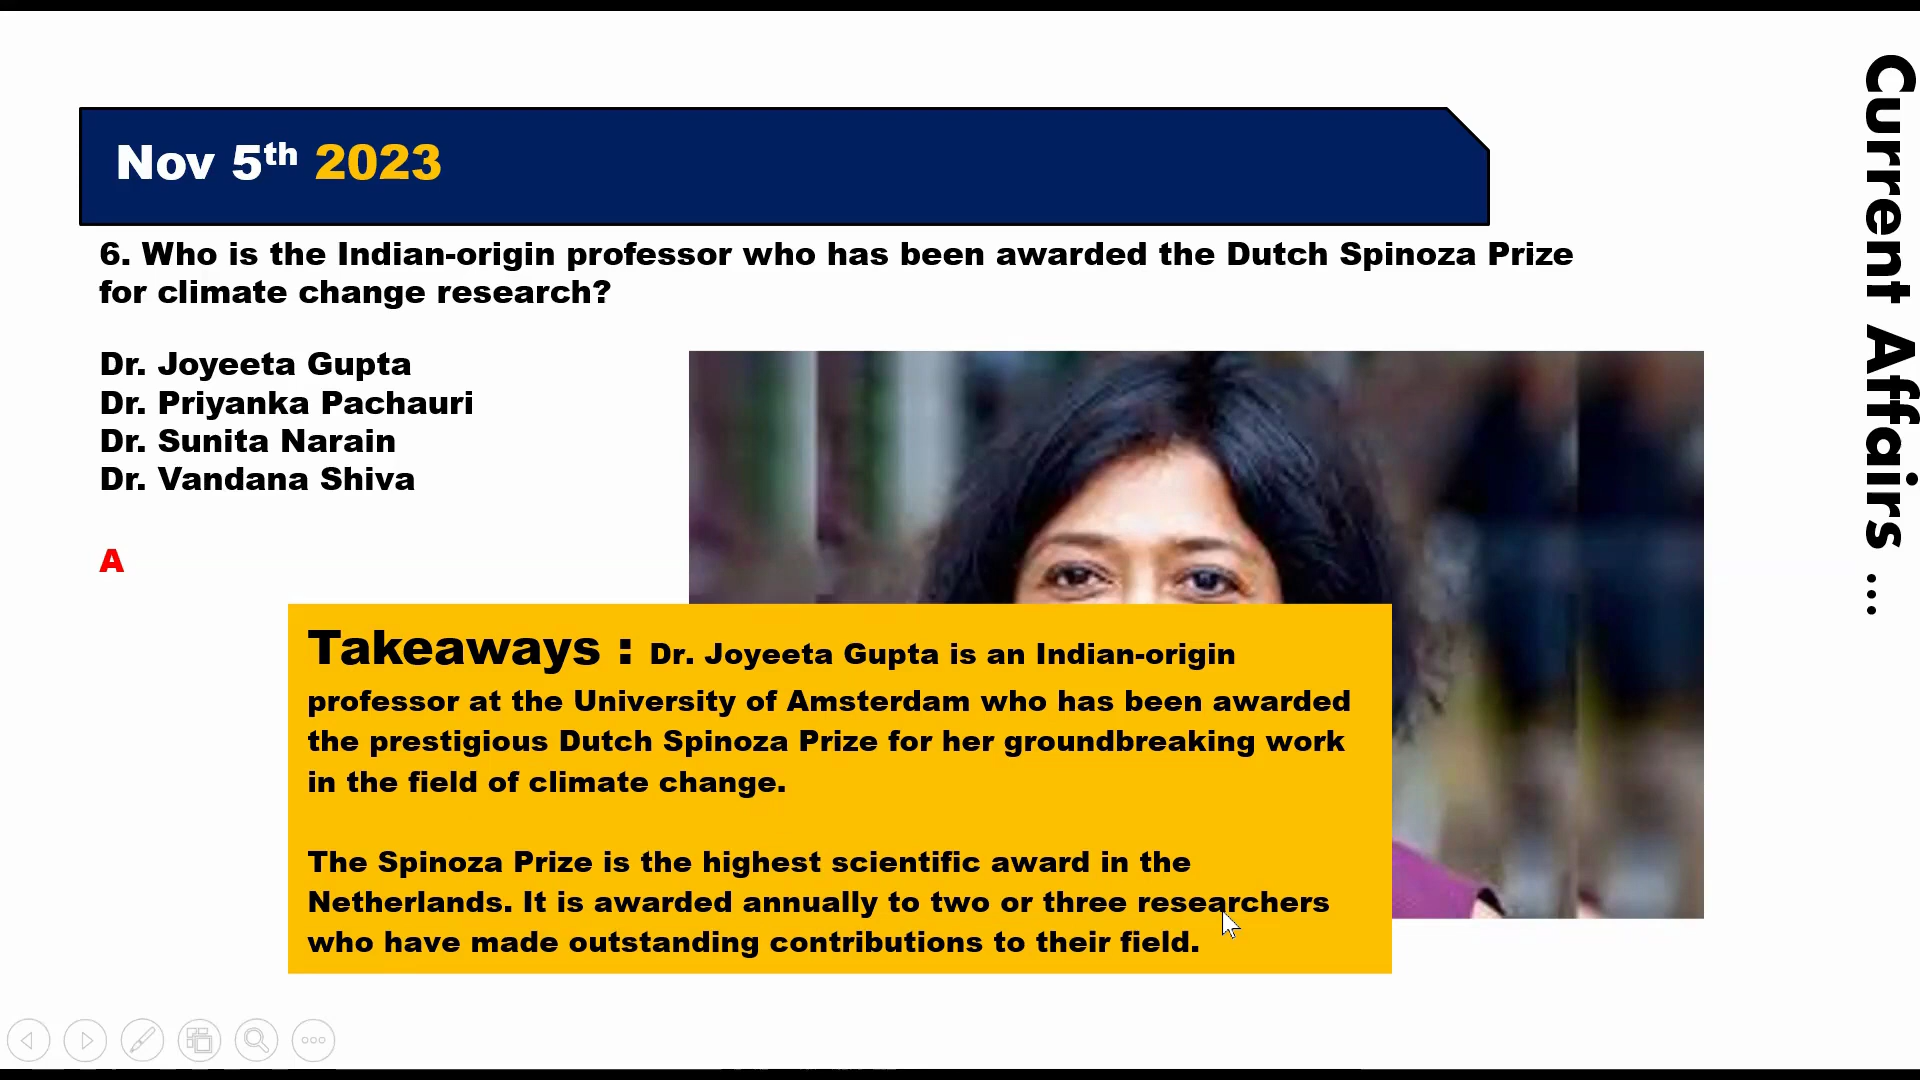 Nov 5th 2023
6. Who is the Indian-origin professor who has been awarded the Dutch Spinoza Prize
for climate change research?
Dr. Joyeeta Gupta
Dr. Priyanka Pachauri
Dr. Sunita Narain
Dr. Vandana Shiva
A
Takeaways : Dr. Joyeeta Gupta is an Indian-origin
professor at the University of Amsterdam who has been awarded
the prestigious Dutch Spinoza Prize for her groundbreaking work
in the field of climate change.
The Spinoza Prize is the highest scientific award in the
Netherlands. It is awarded annually to two or three researchers
who have made outstanding contributions to their field.
Current Affairs ...